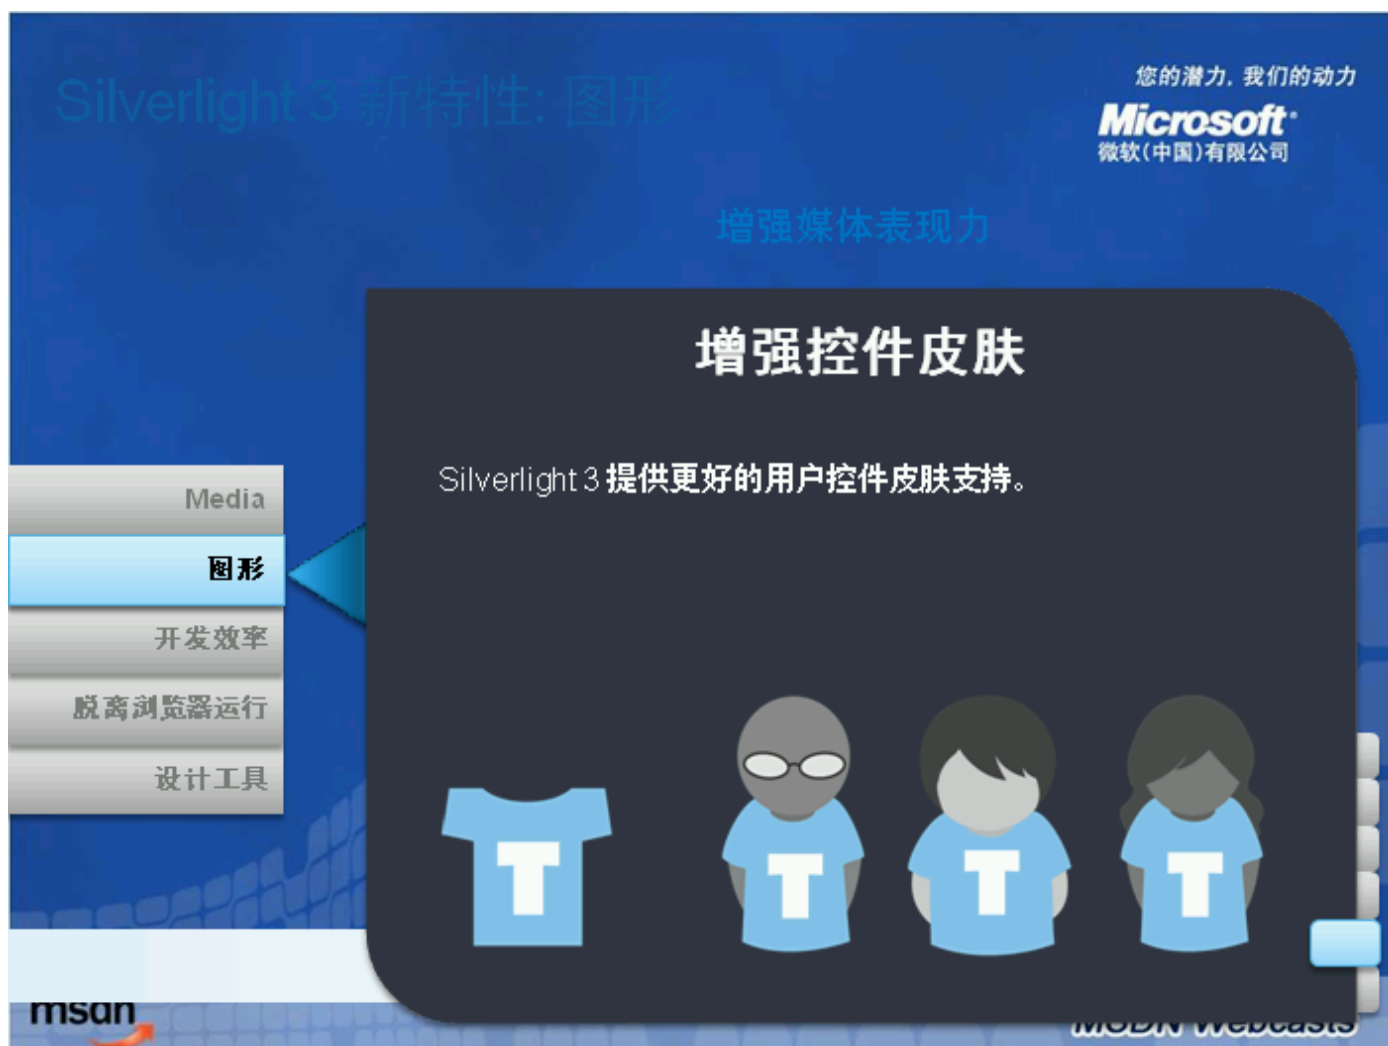 Silverlight 3 新特性: 图形
您的潜力, 我们的动力
Microsoft
微软(中国)有限公司
增强媒体表现力
增强控件皮肤
Silverlight 3 提供更好的用户控件皮肤支持。
Media
图形
开发效率
脱离浏览器运行
设计工具
T
T T T
msdn
MSDN Webcasts